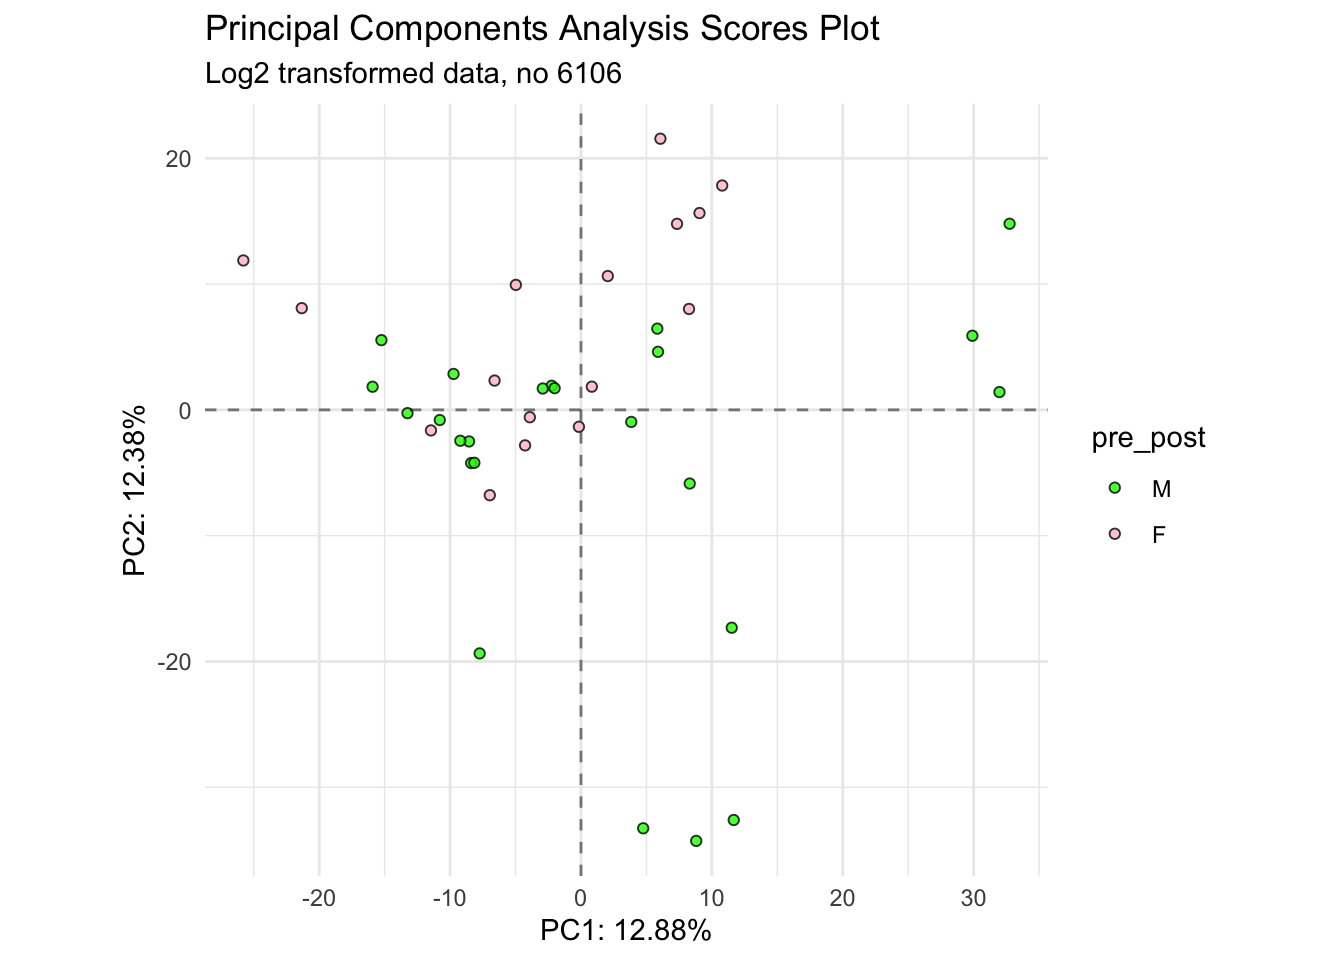 Principal Components Analysis Scores Plot
Log2 transformed data, no 6106
20
0
-20
PC2: 12.38%
-20
-10
0
10
20
30
PC1: 12.88%
pre_post
M
F